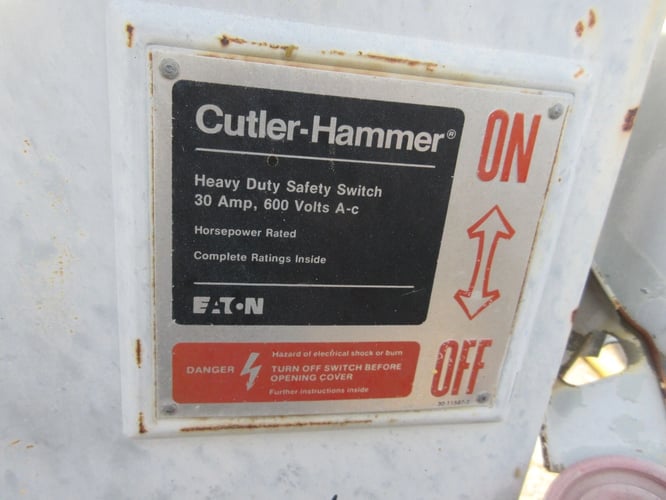 Cutler-Hammer®
Heavy Duty Safety Switch
30 Amp, 600 Volts A-c
Horsepower Rated
Complete Ratings Inside
EATON
ON
OFF
DANGER
Hazard of electrical shock or burn
TURN OFF SWITCH BEFORE
OPENING COVER
Further instructions inside